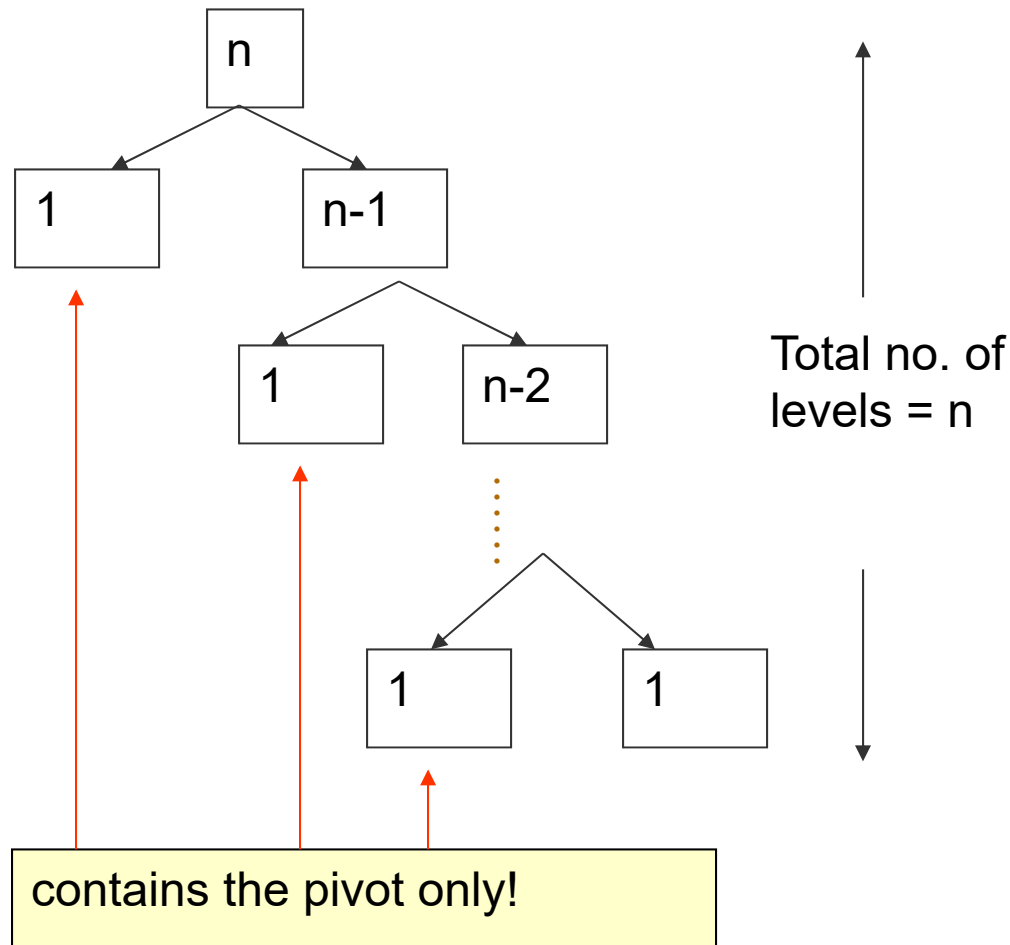 n
1
n-1
1
n-2
Total no. of
levels = n
1
1
contains the pivot only!